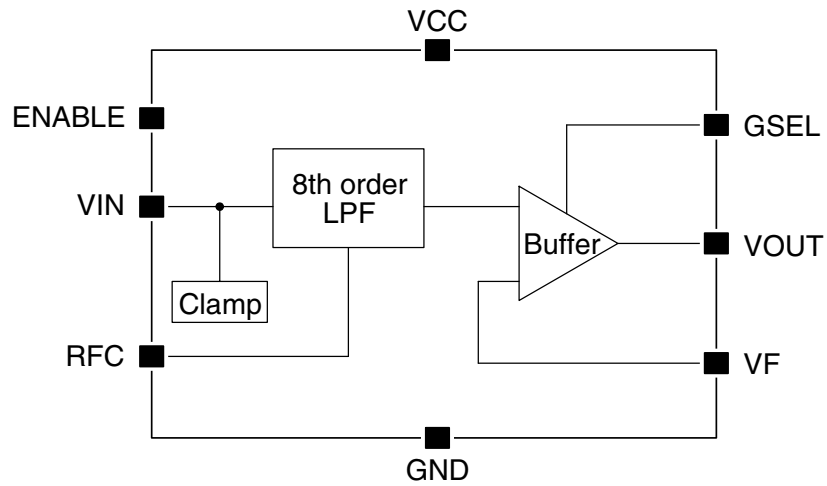 VCC
ENABLE
GSEL
VIN
8th order
LPF
Buffer
VOUT
Clamp
RFC
VF
GND